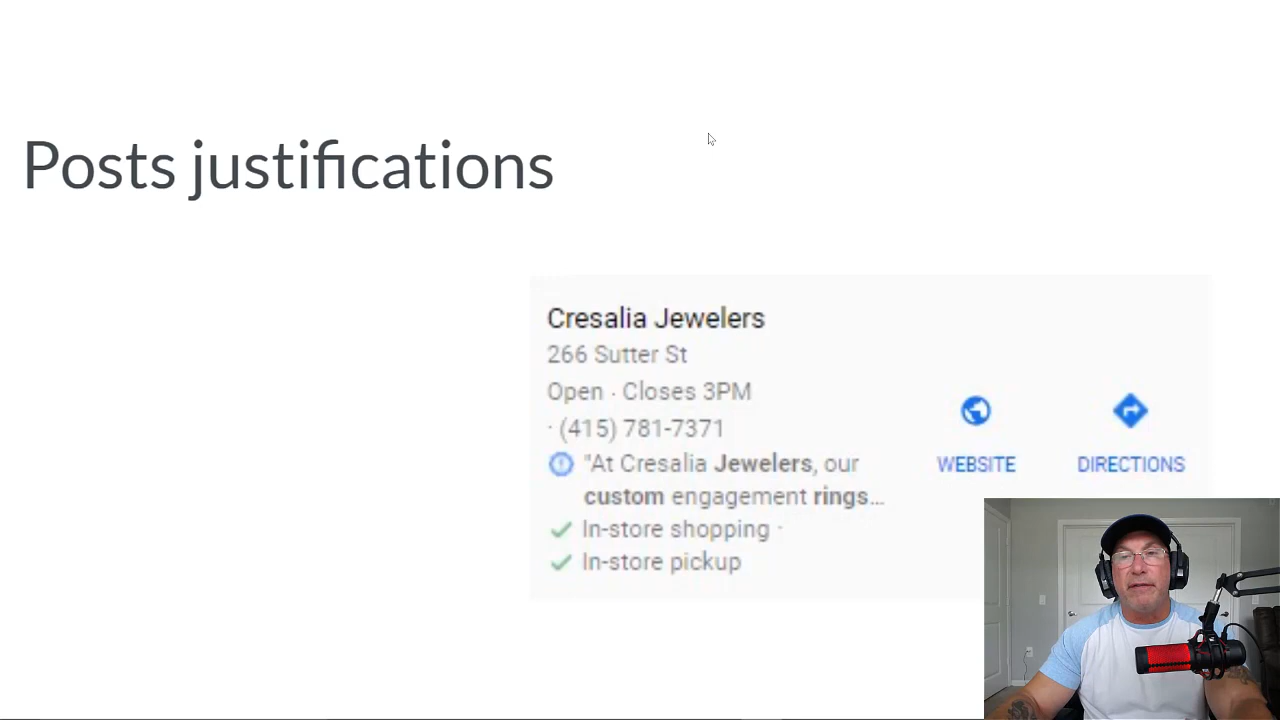 Posts justifications
Cresalia Jewelers
266 Sutter St
Open · Closes 3PM
· (415) 781-7371
"At Cresalia Jewelers, our
custom engagement rings...
In-store shopping ·
In-store pickup
WEBSITE
DIRECTIONS